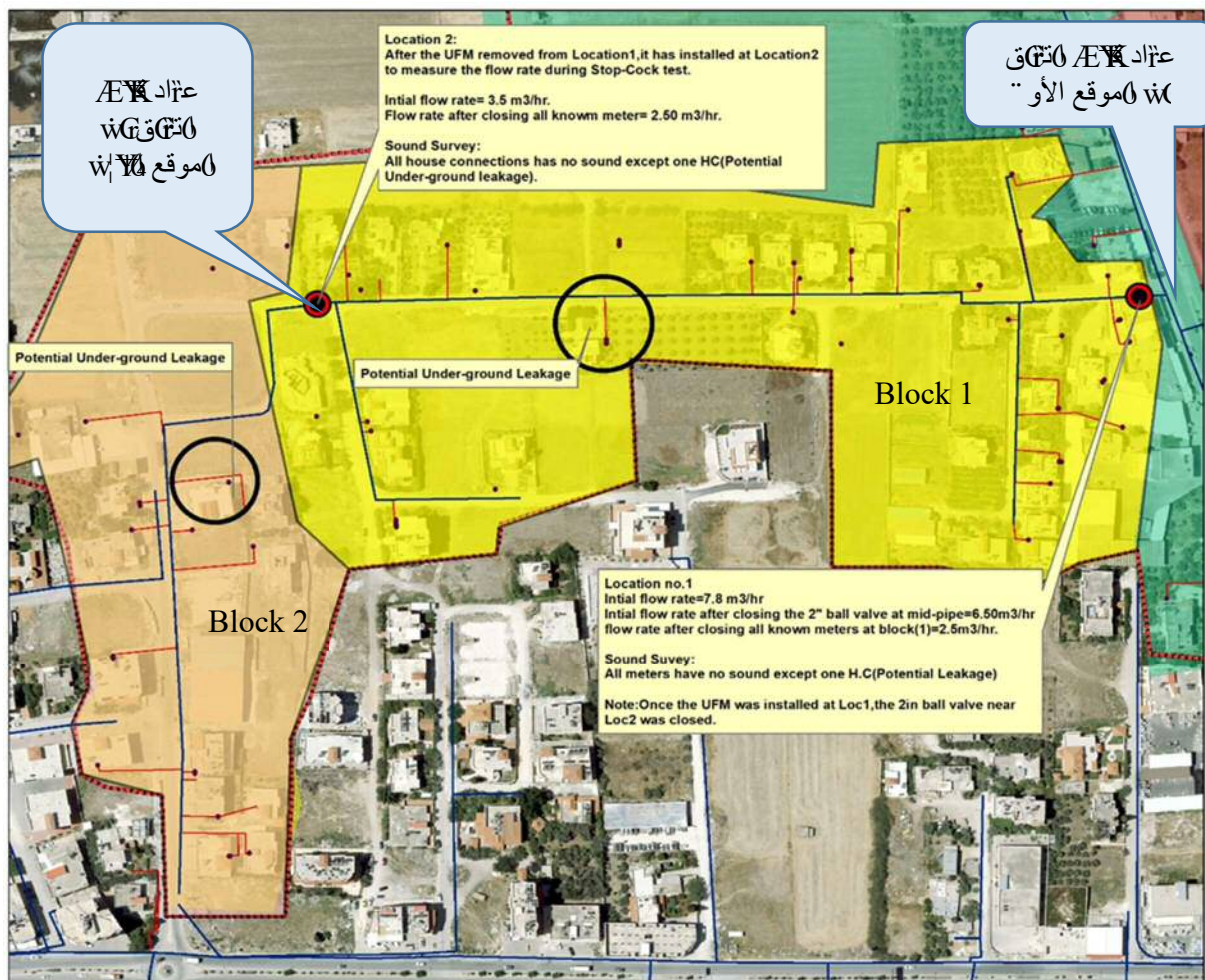 Location 2:
After the UFM removed from Location1,it has installed at Location2
to measure the flow rate during Stop-Cock test.
Intial flow rate= 3.5 m3/hr.
Flow rate after closing all knowm meter= 2.50 m3/hr.
Sound Survey:
All house connections has no sound except one HC(Potential
Under-ground leakage).
عداد
موقع
عداد
موقع الأو
Potential Under-ground Leakage
Potential Under-ground Leakage
Block 1
Block 2
Location no.1
Intial flow rate=7.8 m3/hr
Intial flow rate after closing the 2" ball valve at mid-pipe=6.50m3/hr
flow rate after closing all known meters at block(1)=2.5m3/hr.
Sound Suvey:
All meters have no sound except one H.C(Potential Leakage)
Note:Once the UFM was installed at Loc1,the 2in ball valve near
Loc2 was closed.